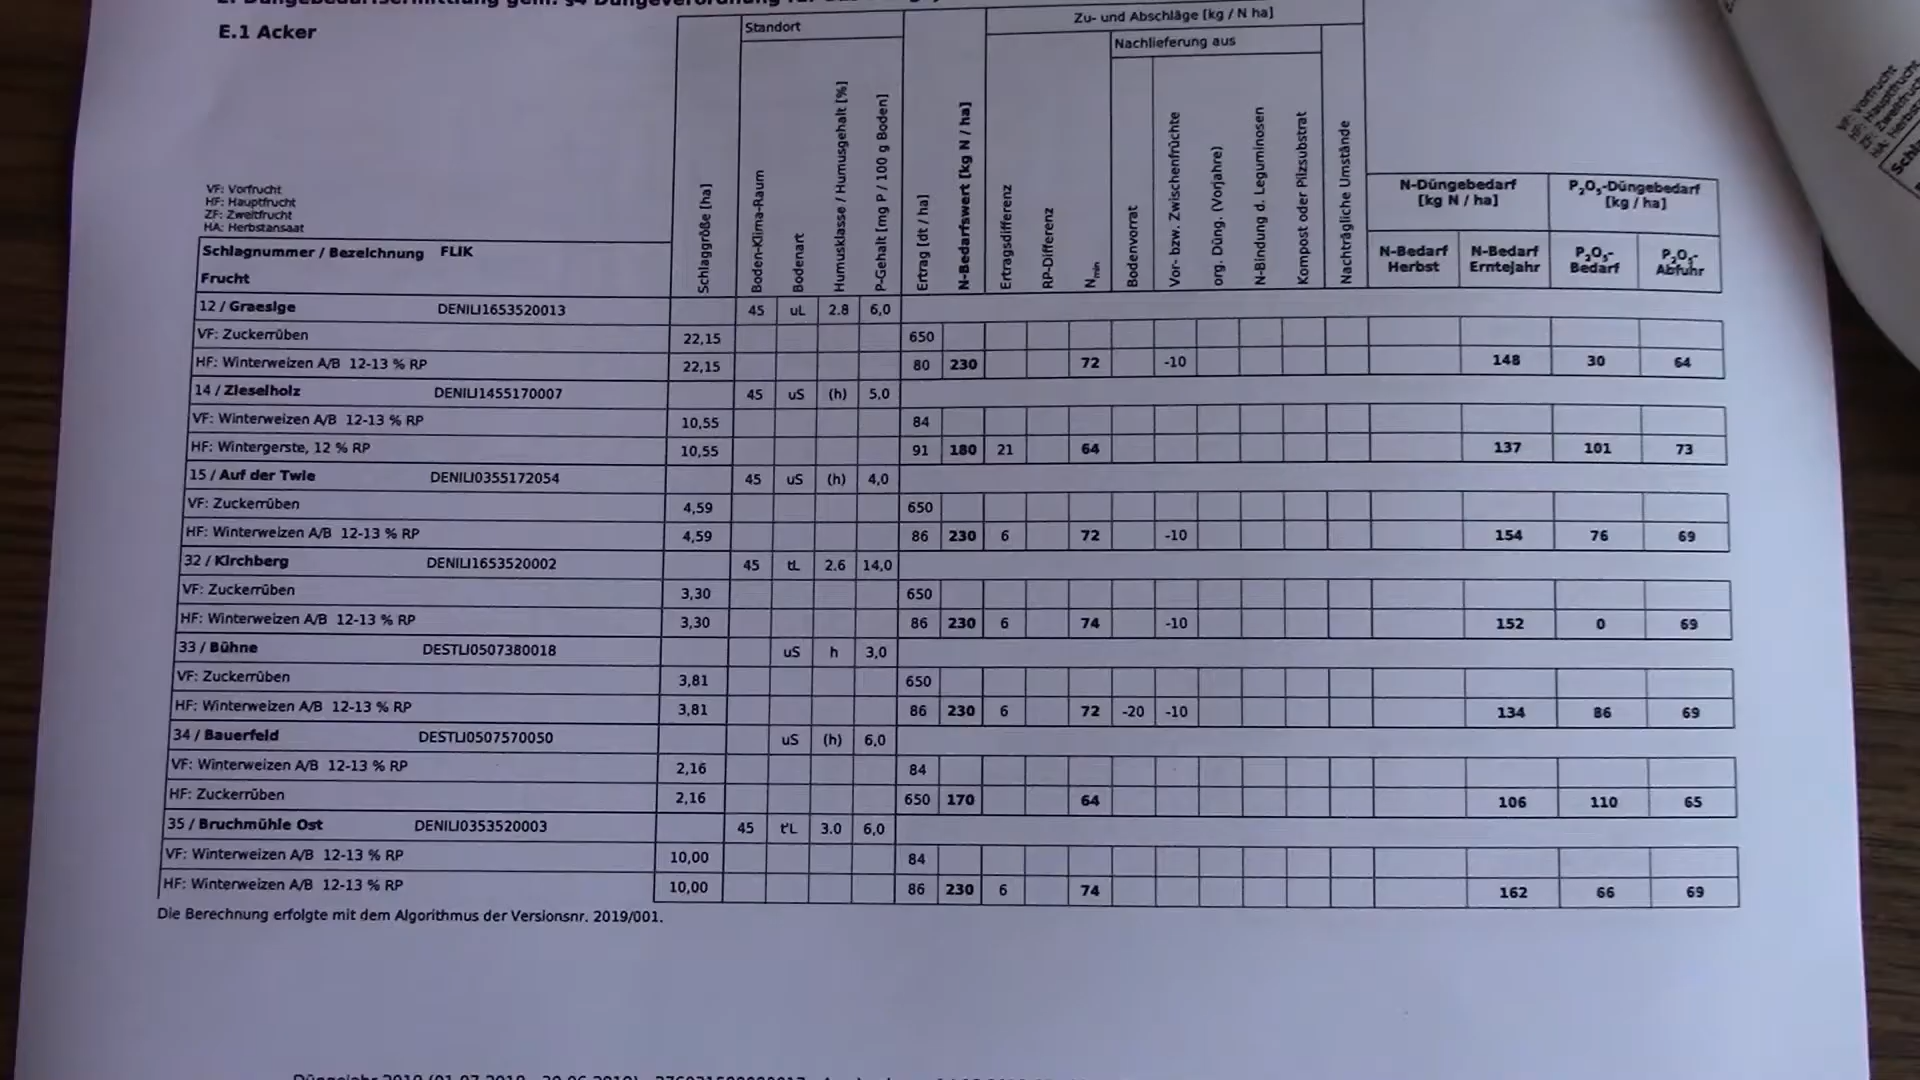 E.1 Acker
Standort
Zu- und Abschläge [kg / N ha]
Nachlieferung aus
VF: Vorfrucht
HF: Hauptfrucht
ZF: Zweitfrucht
HA: Herbstansaat
Schlaggröße [ha]
Boden-Klima-Raum
Bodenart
Humusklasse / Humusgehalt [%]
P-Gehalt [mg P / 100 g Boden]
Ertrag [dt / ha]
N-Bedarfswert [kg N / ha]
Ertragsdifferenz
RP-Differenz
Nmin
Bodenvorrat
Vor- bzw. Zwischenfrüchte
org. Düng. (Vorjahre)
N-Bindung d. Leguminosen
Kompost oder Pilzsubstrat
Nachträgliche Umstände
N-Düngebedarf [kg N / ha]
P₂O₅-Düngebedarf [kg / ha]
N-Bedarf Herbst
N-Bedarf Erntejahr
P₂O₅-Bedarf
P₂O₅-Abfuhr
Schlagnummer / Bezeichnung FLIK
Frucht
12 / Graesige DENILI1653520013 45 uL 2.8 6,0
VF: Zuckerrüben 22,15 650
HF: Winterweizen A/B 12-13 % RP 22,15 80 230 72 -10 148 30 64
14 / Zieselholz DENILI1455170007 45 uS (h) 5,0
VF: Winterweizen A/B 12-13 % RP 10,55 84
HF: Wintergerste, 12 % RP 10,55 91 180 21 64 137 101 73
15 / Auf der Twie DENILI0355172054 45 uS (h) 4,0
VF: Zuckerrüben 4,59 650
HF: Winterweizen A/B 12-13 % RP 4,59 86 230 6 72 -10 154 76 69
32 / Kirchberg DENILI1653520002 45 tL 2.6 14,0
VF: Zuckerrüben 3,30 650
HF: Winterweizen A/B 12-13 % RP 3,30 86 230 6 74 -10 152 0 69
33 / Bühne DESTLI0507380018 uS h 3,0
VF: Zuckerrüben 3,81 650
HF: Winterweizen A/B 12-13 % RP 3,81 86 230 6 72 -20 -10 134 86 69
34 / Bauerfeld DESTLI0507570050 uS (h) 6,0
VF: Winterweizen A/B 12-13 % RP 2,16 84
HF: Zuckerrüben 2,16 650 170 64 106 110 65
35 / Bruchmühle Ost DENILI0353520003 45 t'L 3.0 6,0
VF: Winterweizen A/B 12-13 % RP 10,00 84
HF: Winterweizen A/B 12-13 % RP 10,00 86 230 6 74 162 66 69
Die Berechnung erfolgte mit dem Algorithmus der Versionsnr. 2019/001.
VF: Vorfrucht
HF: Hauptfrucht